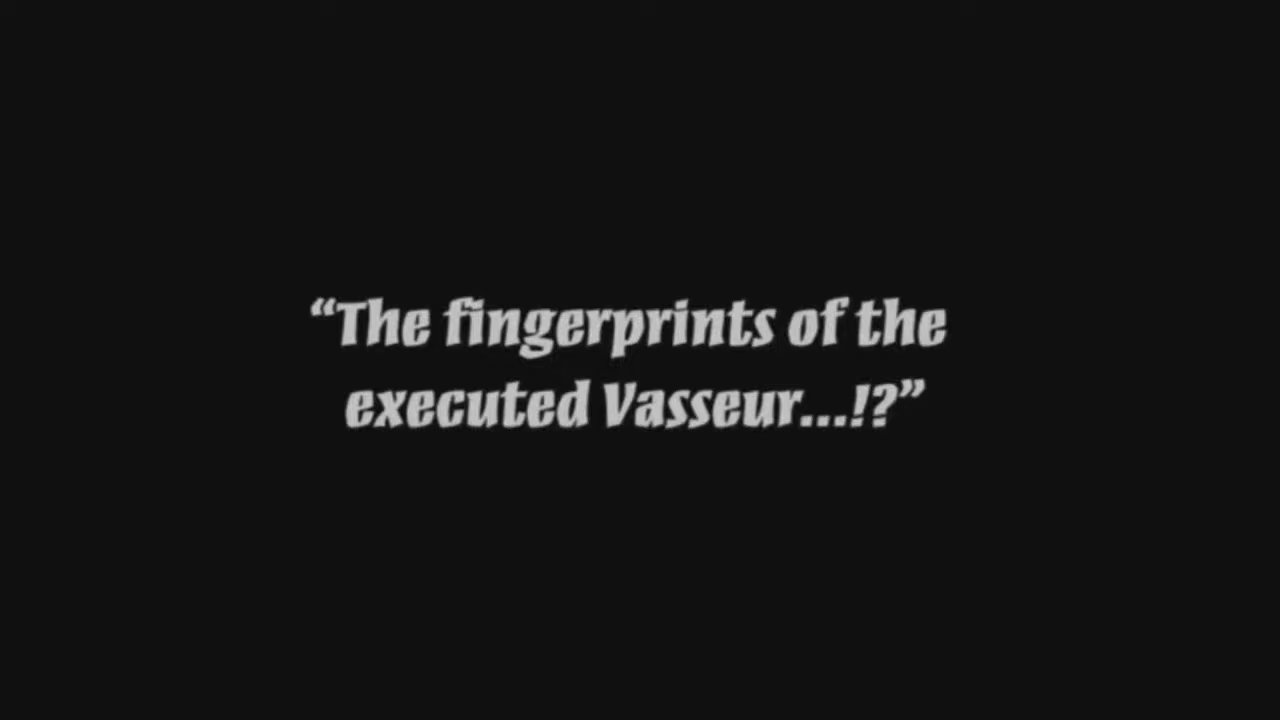 “The fingerprints of the
executed Vasseur...!?”